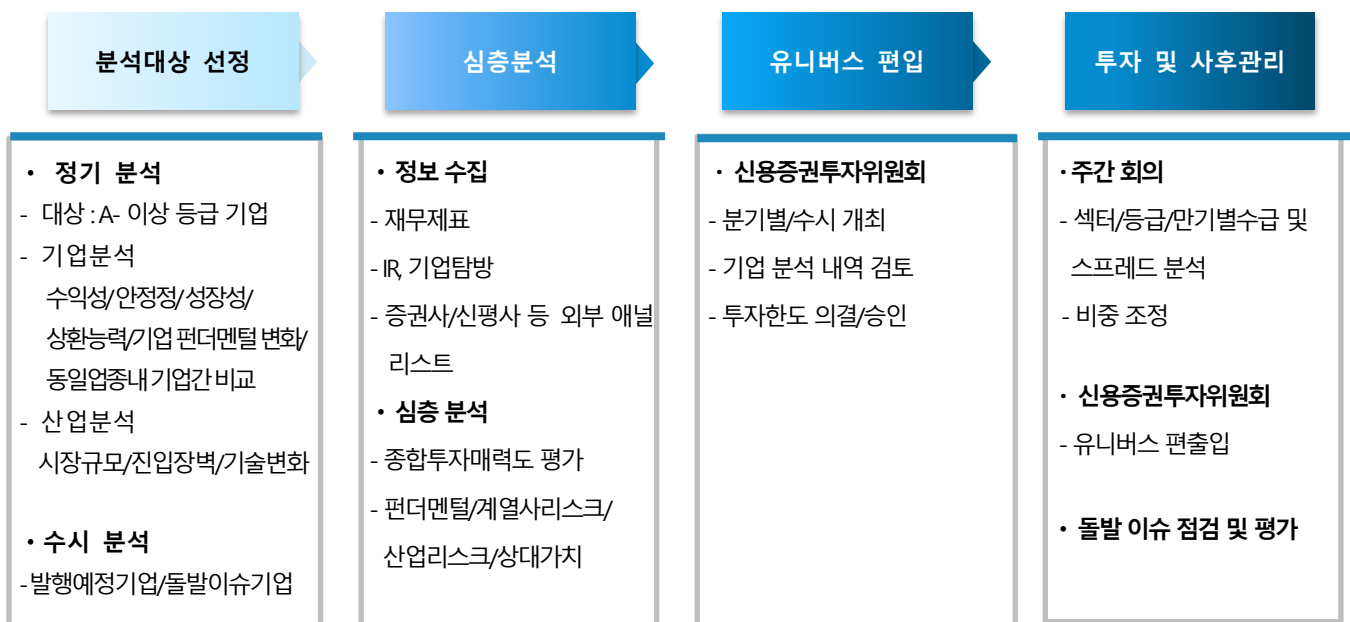 분석대상 선정
심층분석
유니버스 편입
투자 및 사후관리
• 정기 분석
- 대상 : A- 이상 등급 기업
- 기업분석
수익성/안정정/성장성/
상환능력/기업 펀더멘털 변화/
동일업종내 기업간 비교
- 산업분석
시장규모/진입장벽/기술변화
• 수시 분석
-발행예정기업/돌발이슈기업
• 정보 수집
- 재무제표
- IR, 기업탐방
- 증권사/신평사 등 외부 애널
리스트
• 심층 분석
- 종합투자매력도 평가
- 펀더멘털/계열사리스크/
산업리스크/상대가치
• 신용증권투자위원회
- 분기별/수시 개최
- 기업 분석 내역 검토
- 투자한도 의결/승인
• 주간 회의
- 섹터/등급/만기별수급 및
스프레드 분석
- 비중 조정
• 신용증권투자위원회
- 유니버스 편출입
• 돌발 이슈 점검 및 평가